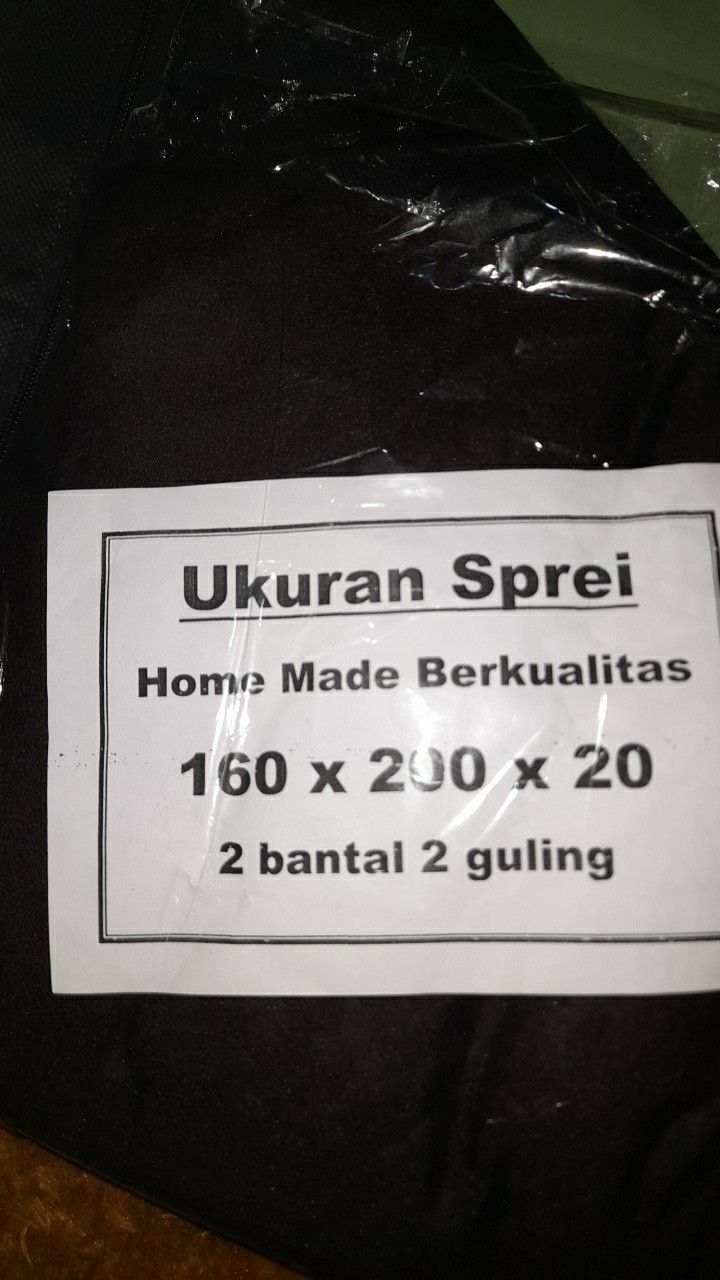 Ukuran Sprei
Home Made Berkualitas
160 x 200 x 20
2 bantal 2 guling